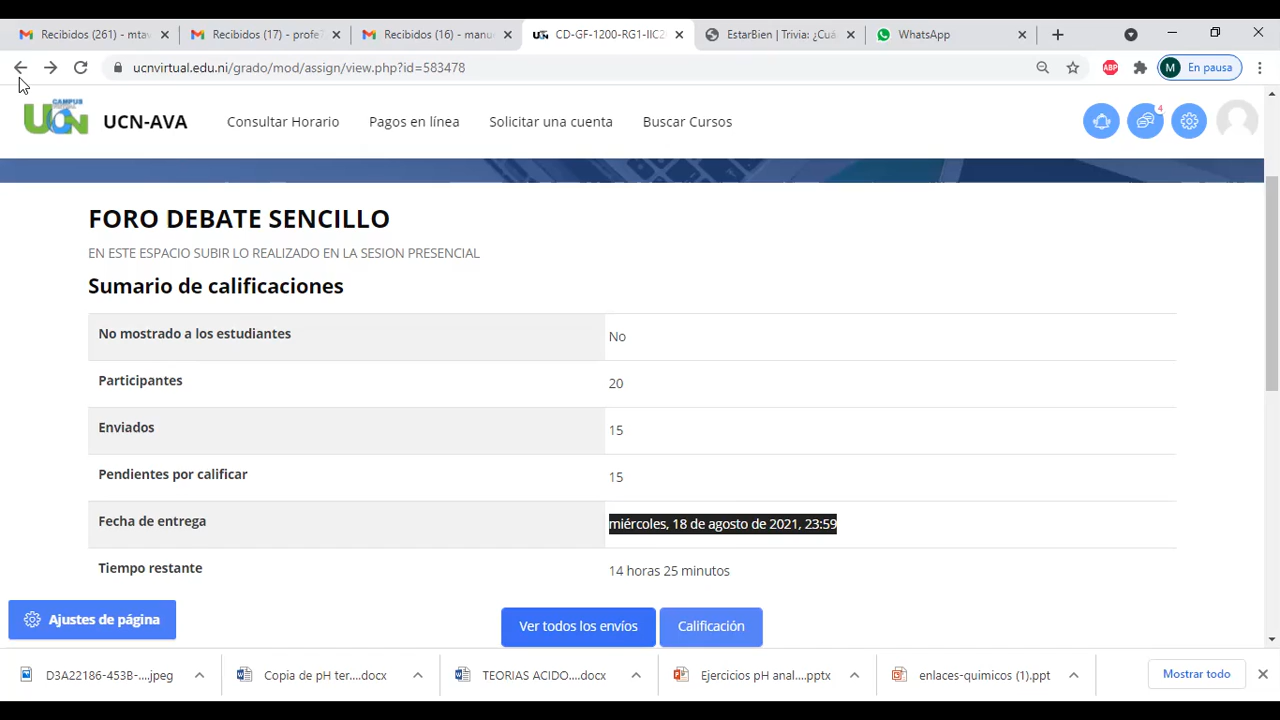 Recibidos (261) - mtav
Recibidos (17) - profe
Recibidos (16) - manu
UCN CD-GF-1200-RG1-IIC2
EstarBien | Trivia: ¿Cuá
WhatsApp
ucnvirtual.edu.ni/grado/mod/assign/view.php?id=583478
ABP
M En pausa
CAMPUS
UCN
UCN-AVA
Consultar Horario
Pagos en línea
Solicitar una cuenta
Buscar Cursos
4
FORO DEBATE SENCILLO
EN ESTE ESPACIO SUBIR LO REALIZADO EN LA SESION PRESENCIAL
Sumario de calificaciones
No mostrado a los estudiantes No
Participantes 20
Enviados 15
Pendientes por calificar 15
Fecha de entrega miércoles, 18 de agosto de 2021, 23:59
Tiempo restante 14 horas 25 minutos
Ajustes de página
Ver todos los envíos
Calificación
D3A22186-453B-....jpeg
Copia de pH ter....docx
TEORIAS ACIDO....docx
Ejercicios pH anal....pptx
enlaces-quimicos (1).ppt
Mostrar todo